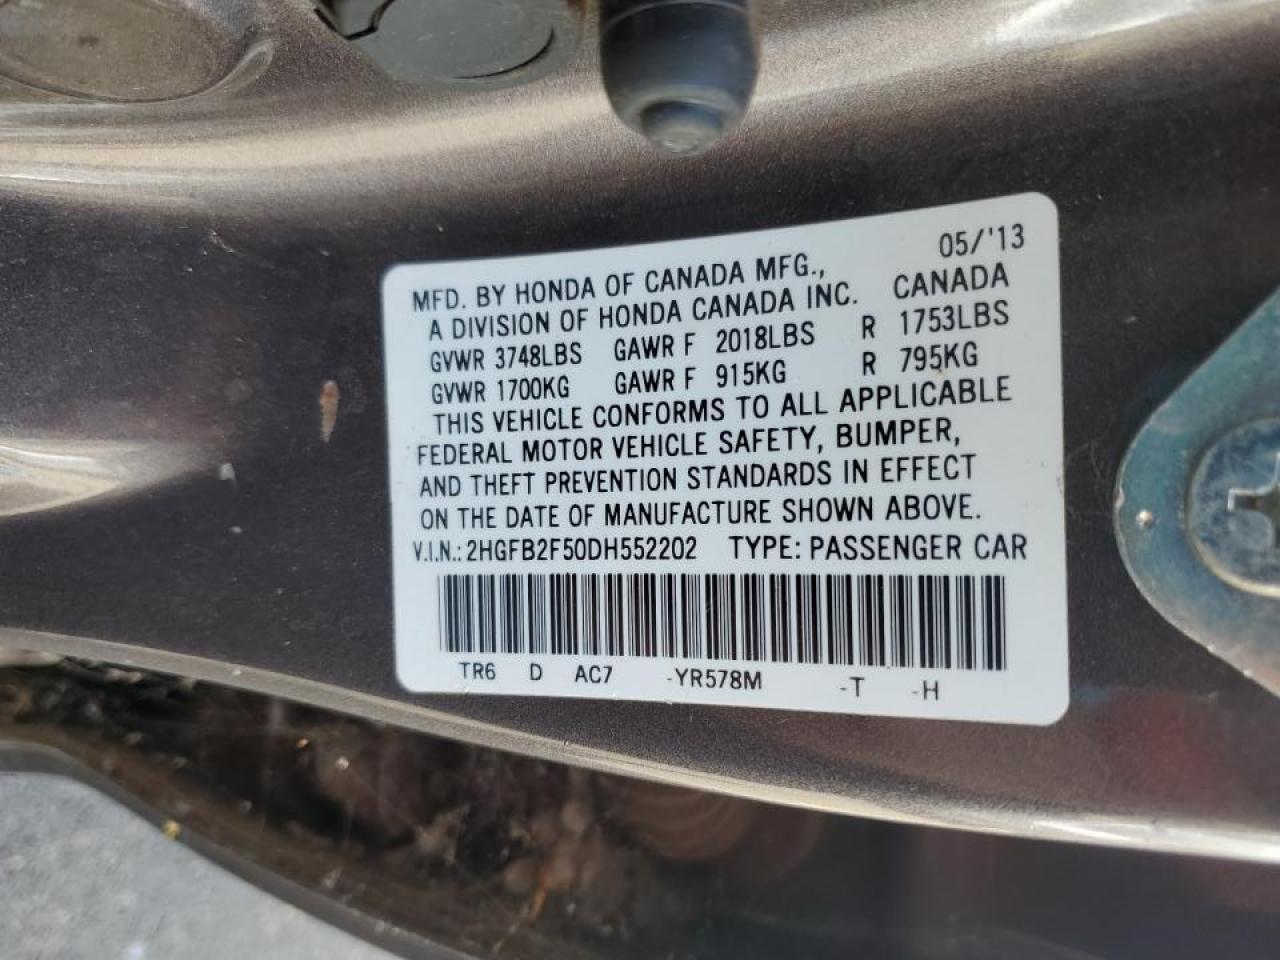 05/'13
MFD. BY HONDA OF CANADA MFG.,
A DIVISION OF HONDA CANADA INC. CANADA
GVWR 3748LBS GAWR F 2018LBS R 1753LBS
GVWR 1700KG GAWR F 915KG R 795KG
THIS VEHICLE CONFORMS TO ALL APPLICABLE
FEDERAL MOTOR VEHICLE SAFETY, BUMPER,
AND THEFT PREVENTION STANDARDS IN EFFECT
ON THE DATE OF MANUFACTURE SHOWN ABOVE.
V.I.N.: 2HGFB2F50DH552202 TYPE: PASSENGER CAR
TR6 D AC7 -YR578M -T -H